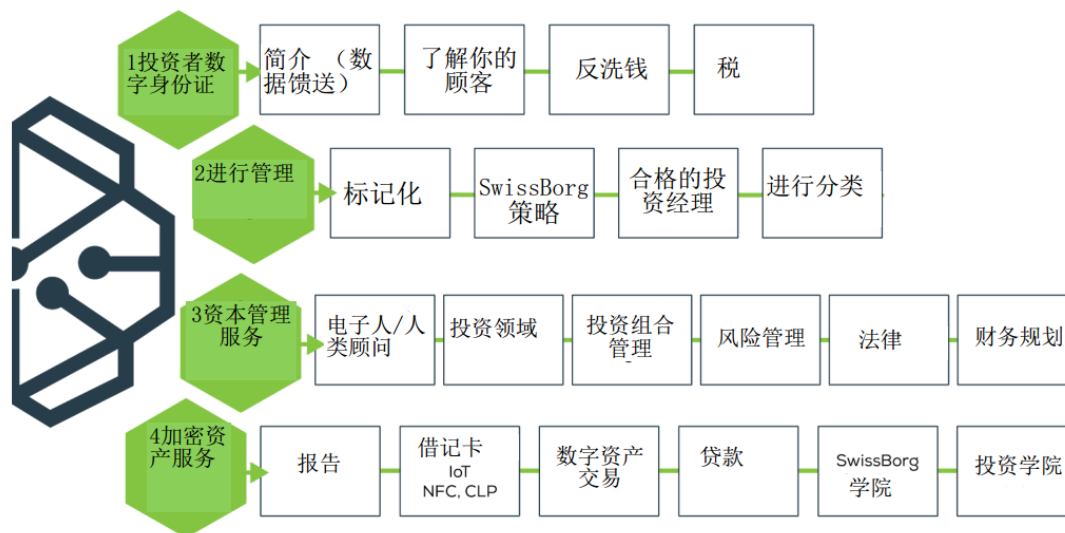 1投资者数
字身份证
简介 （数
据馈送）
了解你的
顾客
反洗钱
税
2进行管理
标记化
SwissBorg
策略
合格的投
资经理
进行分类
3资本管理
服务
电子人/人
类顾问
投资领域
投资组合
管理
风险管理
法律
财务规划
4加密资
产服务
报告
借记卡
IoT
NFC, CLP
数字资产
交易
贷款
SwissBorg
学院
投资学院